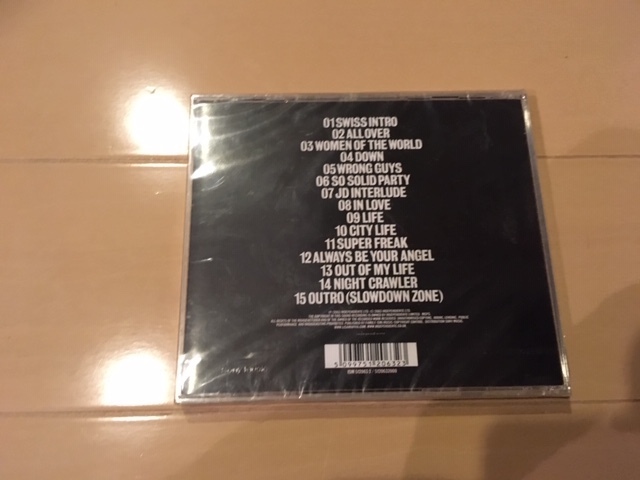 01 SWISS INTRO
02 ALL OVER
03 WOMEN OF THE WORLD
04 DOWN
05 WRONG GUYS
06 SO SOLID PARTY
07 JD INTERLUDE
08 IN LOVE
09 LIFE
10 CITY LIFE
11 SUPER FREAK
12 ALWAYS BE YOUR ANGEL
13 OUT OF MY LIFE
14 NIGHT CRAWLER
15 OUTRO (SLOWDOWN ZONE)